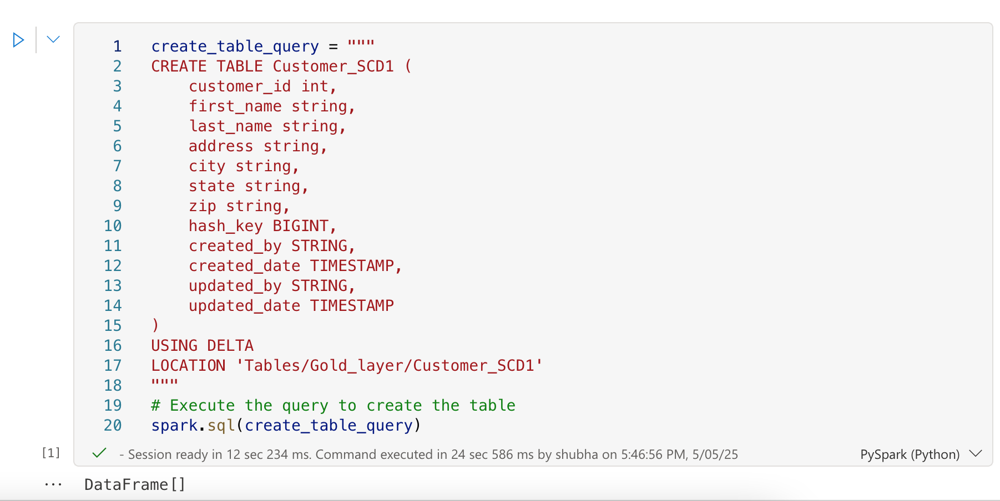 1 create_table_query = """
2 CREATE TABLE Customer_SCD1 (
3     customer_id int,
4     first_name string,
5     last_name string,
6     address string,
7     city string,
8     state string,
9     zip string,
10     hash_key BIGINT,
11     created_by STRING,
12     created_date TIMESTAMP,
13     updated_by STRING,
14     updated_date TIMESTAMP
15 )
16 USING DELTA
17 LOCATION 'Tables/Gold_layer/Customer_SCD1'
18 """
19 # Execute the query to create the table
20 spark.sql(create_table_query)
[1] - Session ready in 12 sec 234 ms. Command executed in 24 sec 586 ms by shubha on 5:46:56 PM, 5/05/25 PySpark (Python)
... DataFrame[]